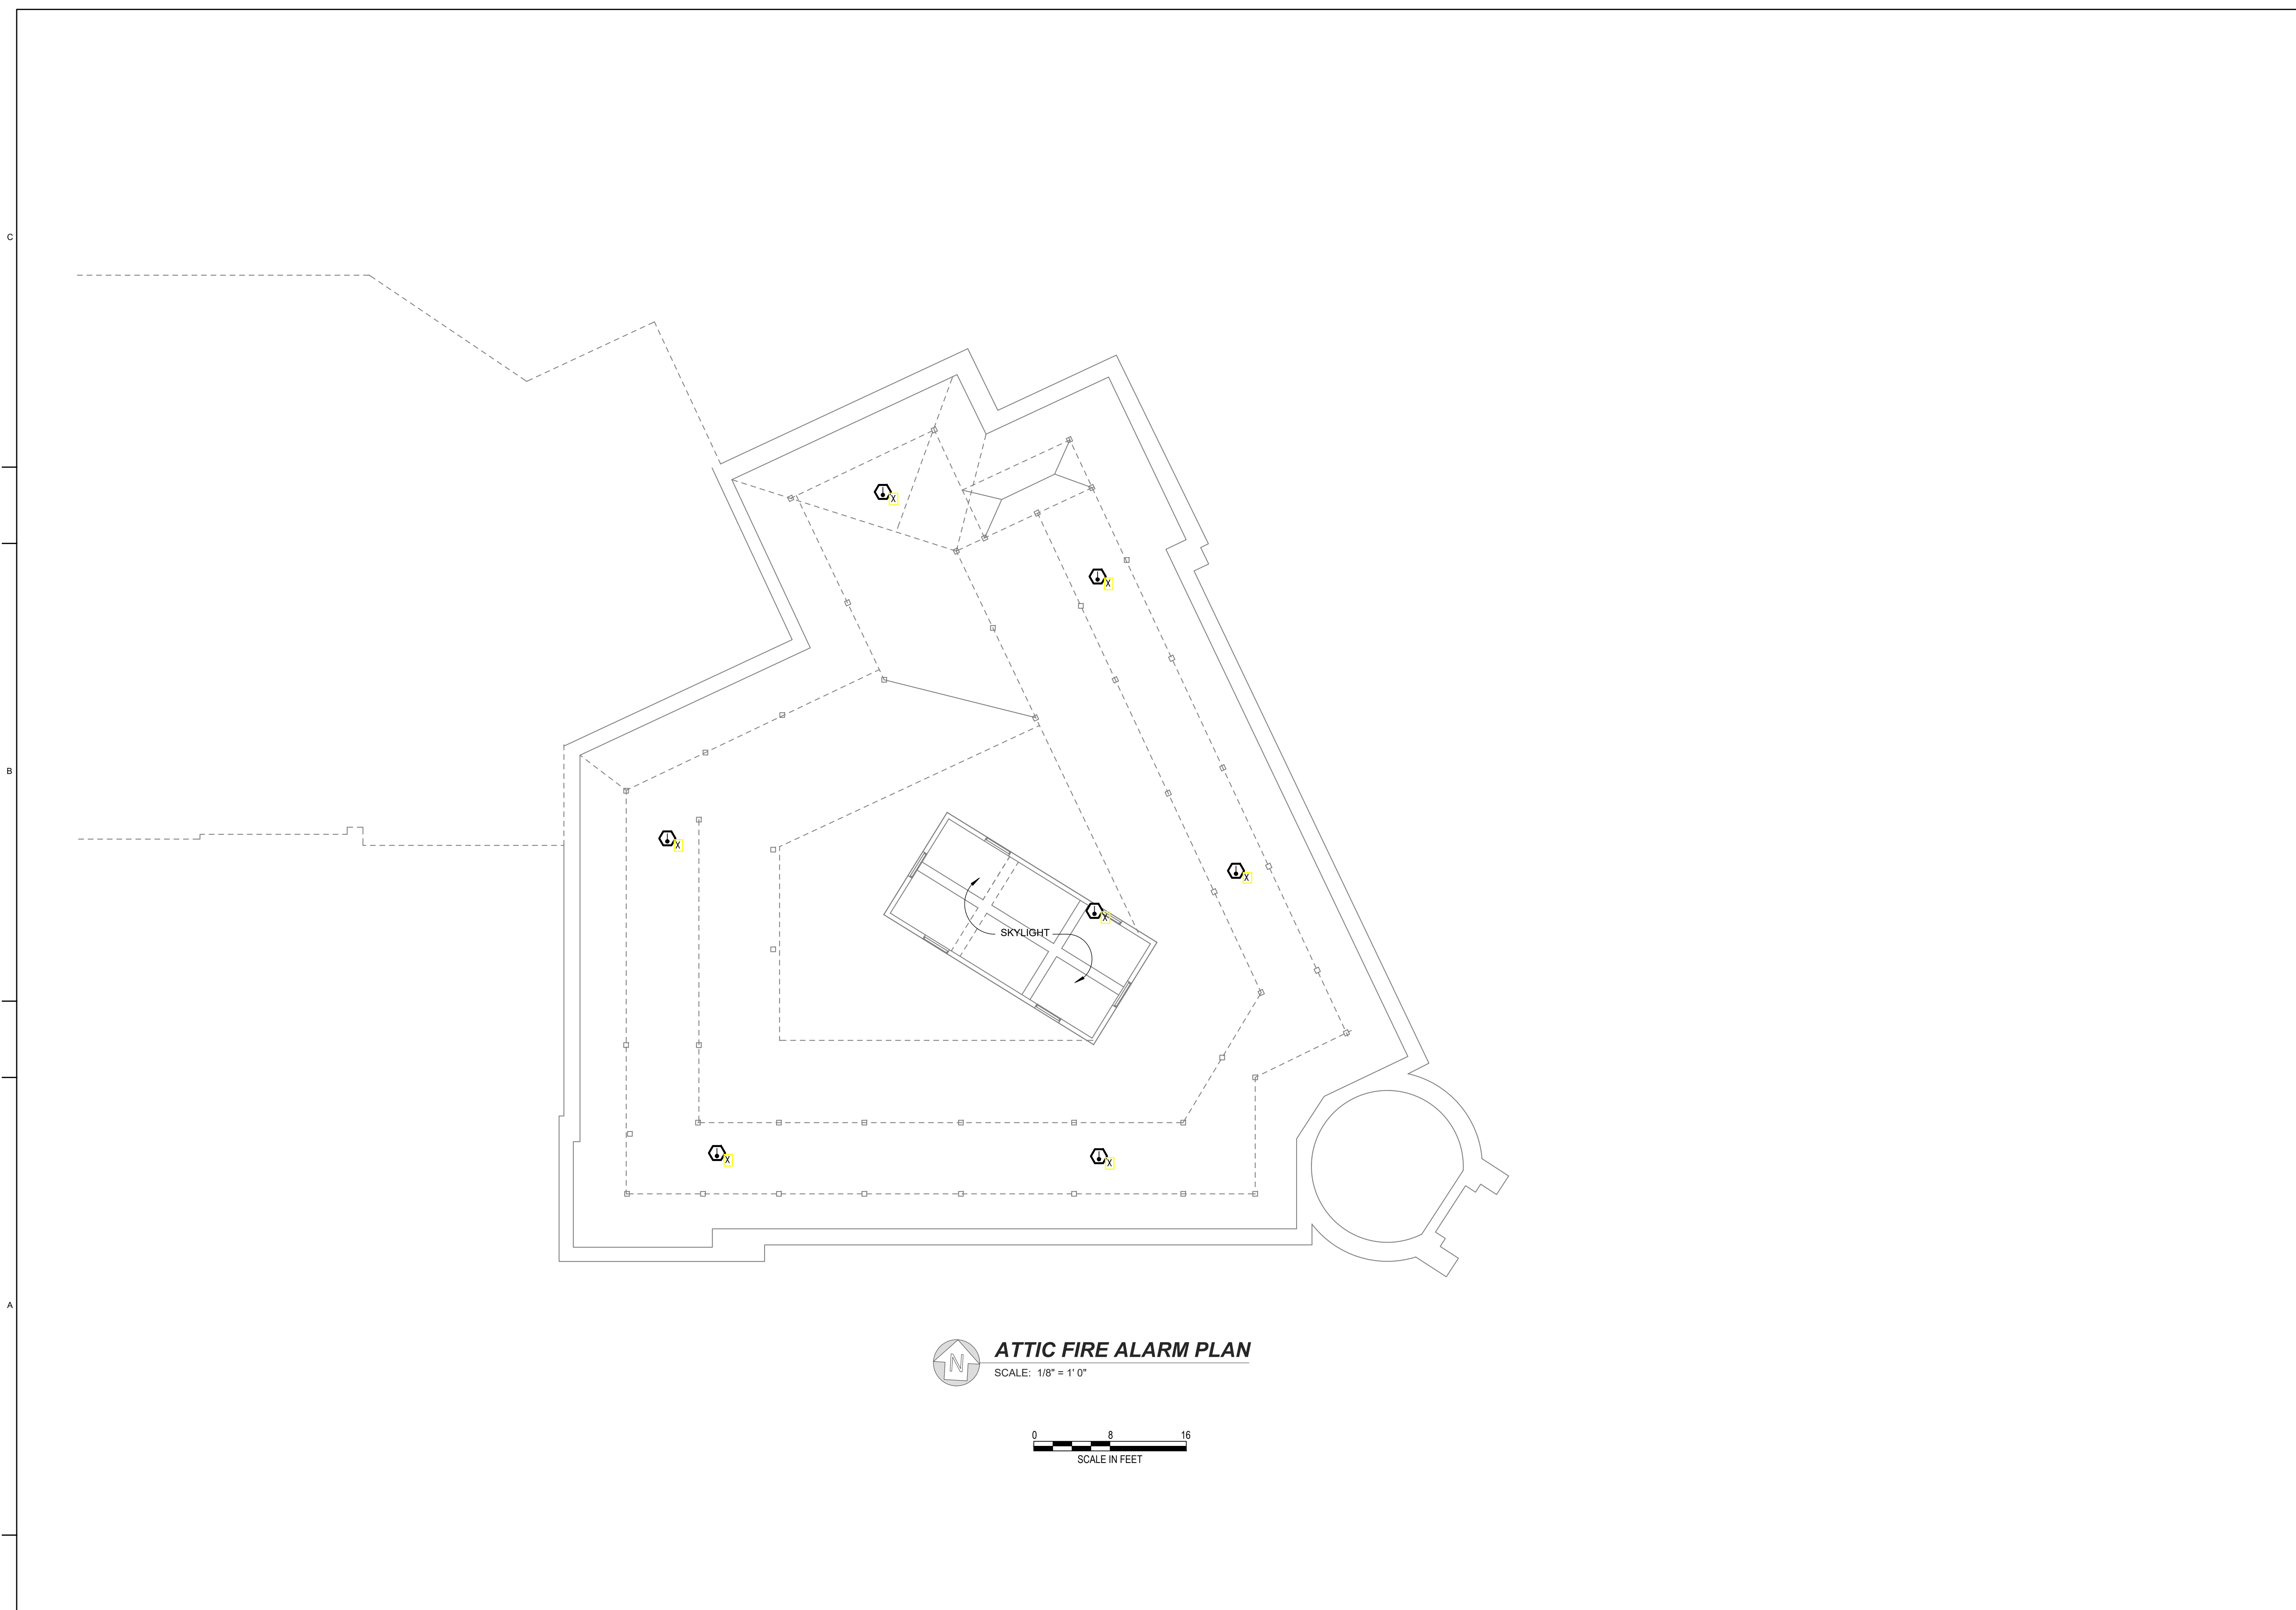 C
X
X
B
X
X
X
SKYLIGHT
X
X
A
N
ATTIC FIRE ALARM PLAN
SCALE: 1/8" = 1' 0"
0 8 16
SCALE IN FEET